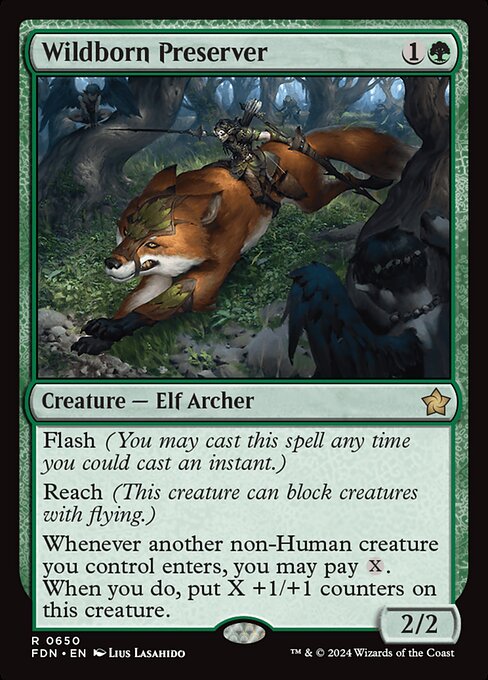 Wildborn Preserver 1
Creature — Elf Archer
Flash (You may cast this spell any time
you could cast an instant.)
Reach (This creature can block creatures
with flying.)
Whenever another non-Human creature
you control enters, you may pay X.
When you do, put X +1/+1 counters on
this creature.
2/2
R 0650
FDN • EN Lius Lasahido
™ & © 2024 Wizards of the Coast